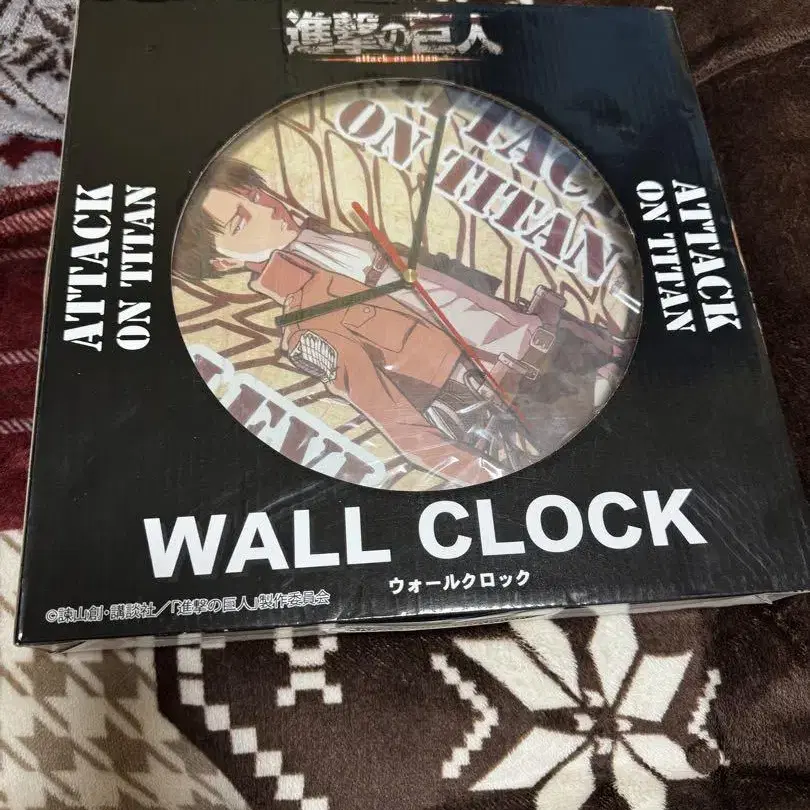 進撃の巨人
attack on titan
ATTACK
ON TITAN
ATTACK
ON TITAN
ATTACK
ON TITAN
LEVI
WALL CLOCK
ウォールクロック
©諫山創・講談社／「進撃の巨人」製作委員会